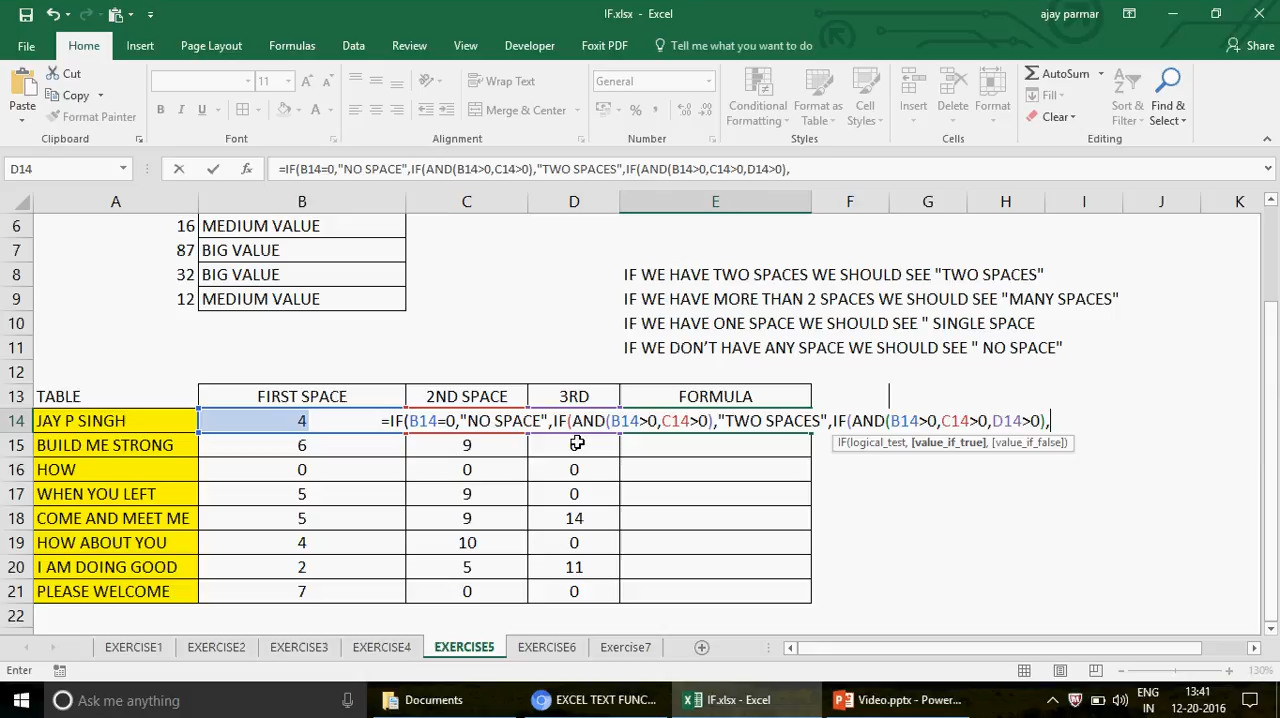 IF.xlsx - Excel
ajay parmar
File Home Insert Page Layout Formulas Data Review View Developer Foxit PDF Tell me what you want to do Share
Paste
Cut
Copy
Format Painter
Clipboard
11
A A
B I U
Font
Wrap Text
Merge & Center
Alignment
General
%
Number
Conditional Formatting
Format as Table
Cell Styles
Styles
Insert
Delete
Format
Cells
AutoSum
Fill
Clear
Sort & Filter
Find & Select
Editing
D14 fx =IF(B14=0,"NO SPACE",IF(AND(B14>0,C14>0),"TWO SPACES",IF(AND(B14>0,C14>0,D14>0),
A B C D E F G H I J K
6 16 MEDIUM VALUE
7 87 BIG VALUE
8 32 BIG VALUE IF WE HAVE TWO SPACES WE SHOULD SEE "TWO SPACES"
9 12 MEDIUM VALUE IF WE HAVE MORE THAN 2 SPACES WE SHOULD SEE "MANY SPACES"
10 IF WE HAVE ONE SPACE WE SHOULD SEE " SINGLE SPACE
11 IF WE DON'T HAVE ANY SPACE WE SHOULD SEE " NO SPACE"
12
13 TABLE FIRST SPACE 2ND SPACE 3RD FORMULA
14 JAY P SINGH 4 =IF(B14=0,"NO SPACE",IF(AND(B14>0,C14>0),"TWO SPACES",IF(AND(B14>0,C14>0,D14>0),
IF(logical_test, [value_if_true], [value_if_false])
15 BUILD ME STRONG 6 9
16 HOW 0 0 0
17 WHEN YOU LEFT 5 9 0
18 COME AND MEET ME 5 9 14
19 HOW ABOUT YOU 4 10 0
20 I AM DOING GOOD 2 5 11
21 PLEASE WELCOME 7 0 0
22
EXERCISE1 EXERCISE2 EXERCISE3 EXERCISE4 EXERCISE5 EXERCISE6 Exercise7
Enter 130%
Ask me anything Documents EXCEL TEXT FUNC... IF.xlsx - Excel Video.pptx - Power... ENG 13:41
IN 12-20-2016